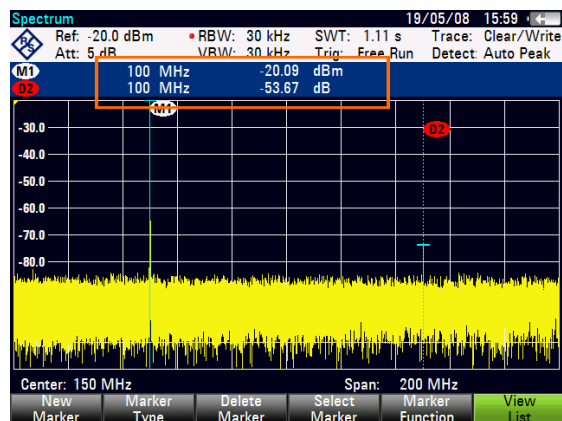 Spectrum 19/05/08 15:59
Ref: -20.0 dBm RBW: 30 kHz SWT: 1.11 s Trace: Clear/Write
Att: 5 dB VBW: 30 kHz Trig: Free Run Detect: Auto Peak
M1 100 MHz -20.09 dBm
D2 100 MHz -53.67 dB
M1
D2
-30.0
-40.0
-50.0
-60.0
-70.0
-80.0
Center: 150 MHz Span: 200 MHz
New Marker Delete Select Marker View
Marker Type Marker Marker Function List